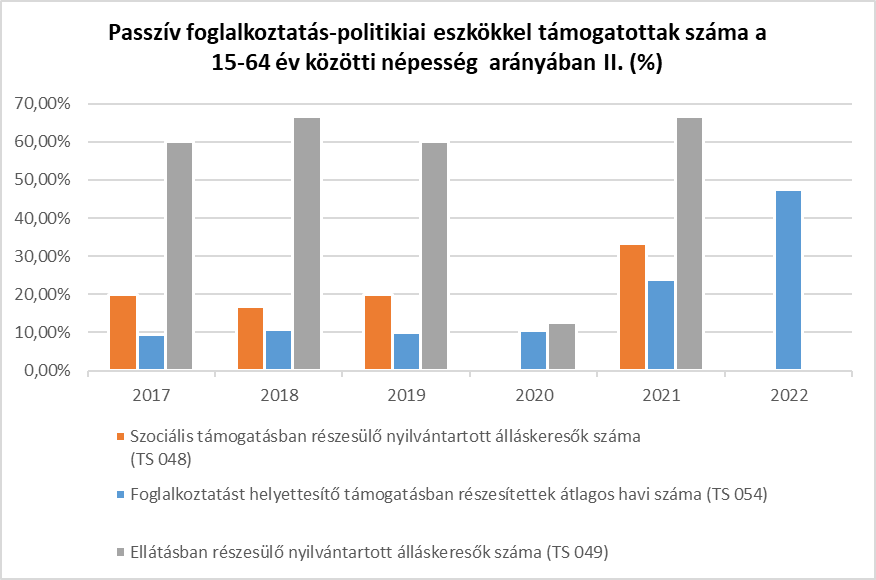 Passzív foglalkoztatás-politikiai eszkökkel támogatottak száma a
15-64 év közötti népesség arányában II. (%)
70,00%
60,00%
50,00%
40,00%
30,00%
20,00%
10,00%
0,00%
2017 2018 2019 2020 2021 2022
Szociális támogatásban részesülő nyilvántartott álláskeresők száma
(TS 048)
Foglalkoztatást helyettesítő támogatásban részesítettek átlagos havi száma (TS 054)
Ellátásban részesülő nyilvántartott álláskeresők száma (TS 049)